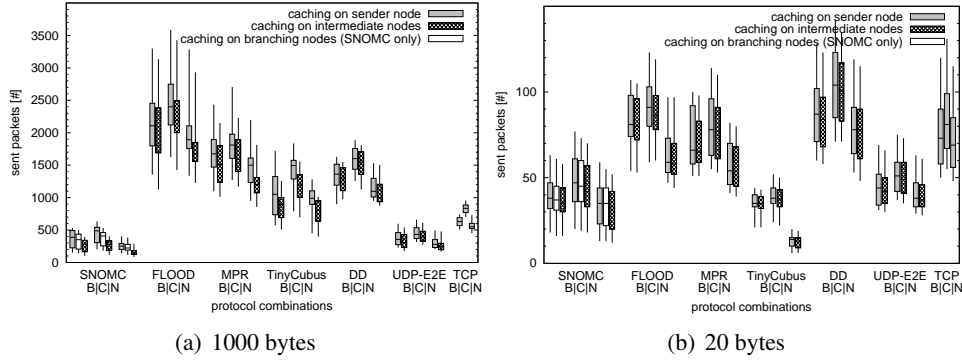 caching on sender node
caching on intermediate nodes
caching on branching nodes (SNOMC only)
sent packets [#]
4000
3500
3000
2500
2000
1500
1000
500
0
SNOMC FLOOD MPR TinyCubus DD UDP-E2E TCP
B|C|N B|C|N B|C|N B|C|N B|C|N B|C|N B|C|N
protocol combinations
(a) 1000 bytes
caching on sender node
caching on intermediate nodes
caching on branching nodes (SNOMC only)
sent packets [#]
100
50
0
SNOMC FLOOD MPR TinyCubus DD UDP-E2E TCP
B|C|N B|C|N B|C|N B|C|N B|C|N B|C|N B|C|N
protocol combinations
(b) 20 bytes